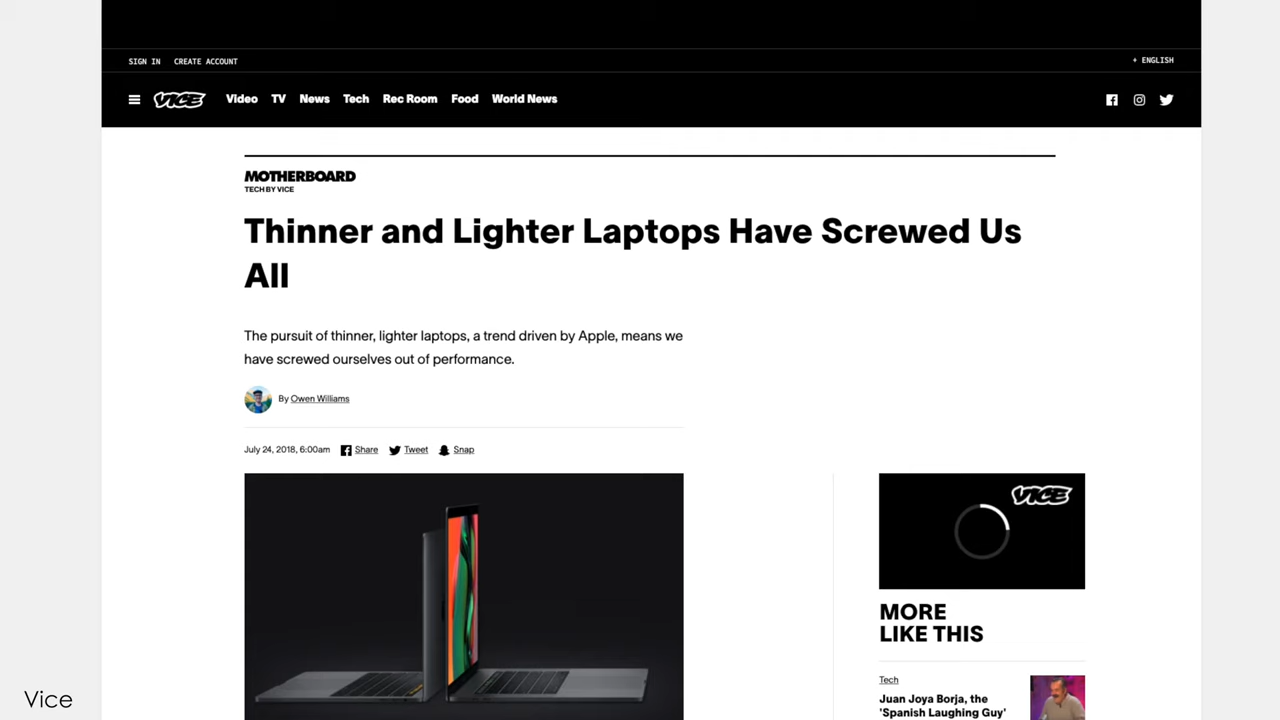 SIGN IN CREATE ACCOUNT
+ ENGLISH
VICE Video TV News Tech Rec Room Food World News
MOTHERBOARD
TECH BY VICE
Thinner and Lighter Laptops Have Screwed Us
All
The pursuit of thinner, lighter laptops, a trend driven by Apple, means we
have screwed ourselves out of performance.
By Owen Williams
July 24, 2018, 6:00am Share Tweet Snap
VICE
MORE
LIKE THIS
Tech
Juan Joya Borja, the
'Spanish Laughing Guy'
Vice